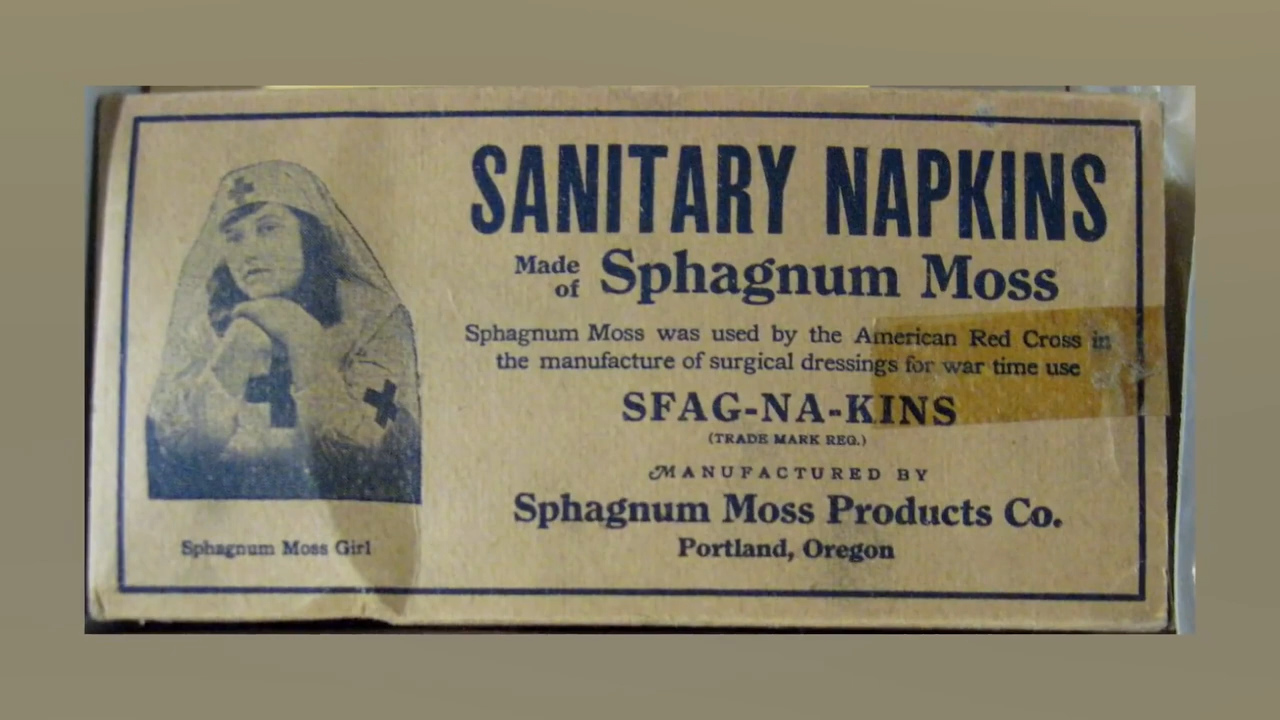 SANITARY NAPKINS
Made of Sphagnum Moss
Sphagnum Moss was used by the American Red Cross in
the manufacture of surgical dressings for war time use
SFAG-NA-KINS
(TRADE MARK REG.)
MANUFACTURED BY
Sphagnum Moss Products Co.
Portland, Oregon
Sphagnum Moss Girl